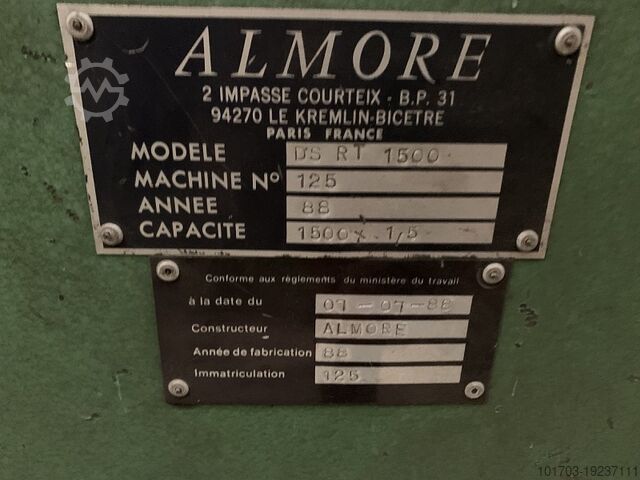 ALMORE
2 IMPASSE COURTEIX - B.P. 31
94270 LE KREMLIN-BICETRE
PARIS FRANCE
MODELE DS RT 1500
MACHINE N° 125
ANNEE 88
CAPACITE 1500 x 1,5
Conforme aux règlements du ministère du travail
à la date du 07-07-88
Constructeur ALMORE
Année de fabrication 88
Immatriculation 125
101703-19237111